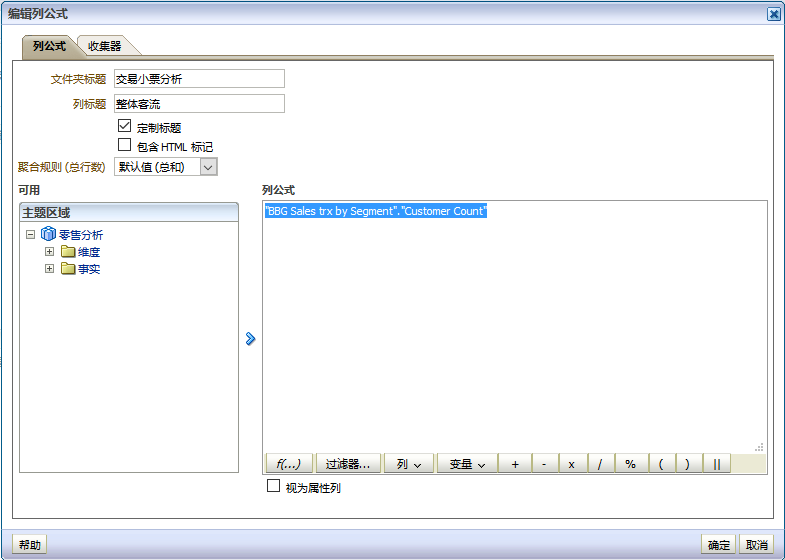 编辑列公式
列公式 收集器
文件夹标题 交易小票分析
列标题 整体客流
定制标题
包含 HTML 标记
聚合规则 (总行数) 默认值 (总和)
可用 列公式
主题区域
"BBG Sales trx by Segment"."Customer Count"
零售分析
维度
事实
f(...) 过滤器... 列 变量 + - x / % ( ) ||
视为属性列
帮助 确定 取消